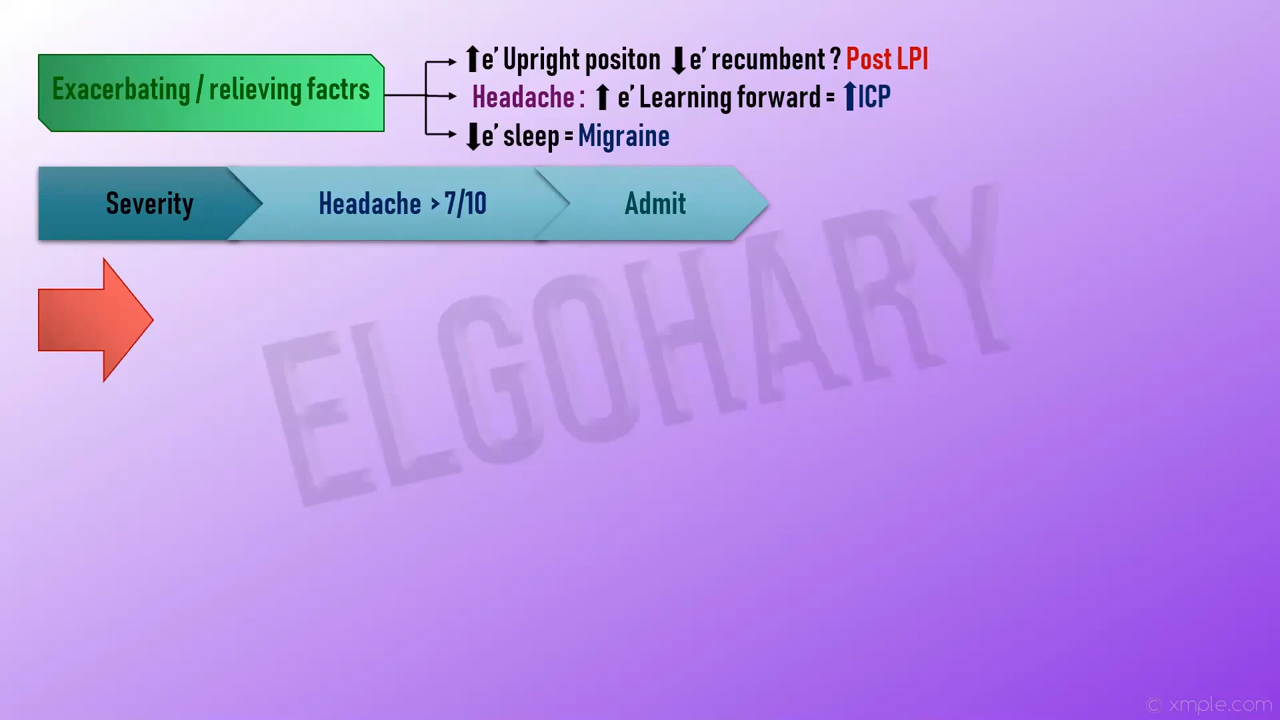 Exacerbating / relieving factrs
⬆e’ Upright positon ⬇e’ recumbent ? Post LPI
Headache : ⬆ e’ Learning forward = ⬆ICP
⬇e’ sleep = Migraine
Severity
Headache > 7/10
Admit
ELGOHARY
© xmple.com